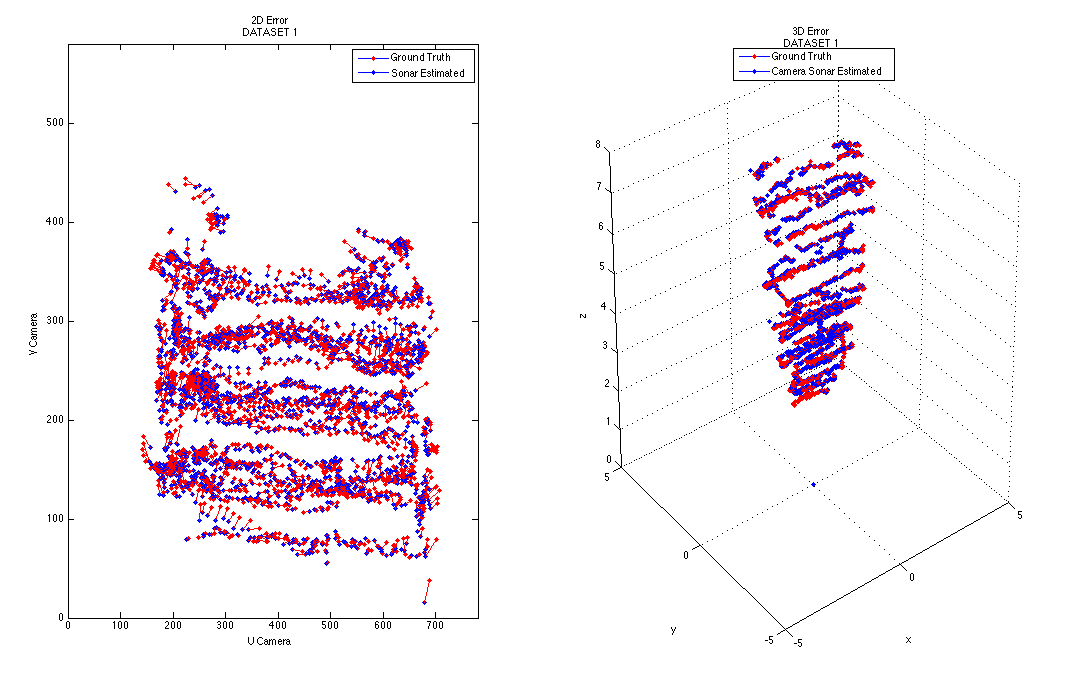 2D Error
DATASET 1
Ground Truth
Sonar Estimated
500
400
300
200
100
0
V Camera
0 100 200 300 400 500 600 700
U Camera
3D Error
DATASET 1
Ground Truth
Camera Sonar Estimated
8
7
6
5
4
3
2
1
0
z
5
0
-5
y
-5
0
5
x